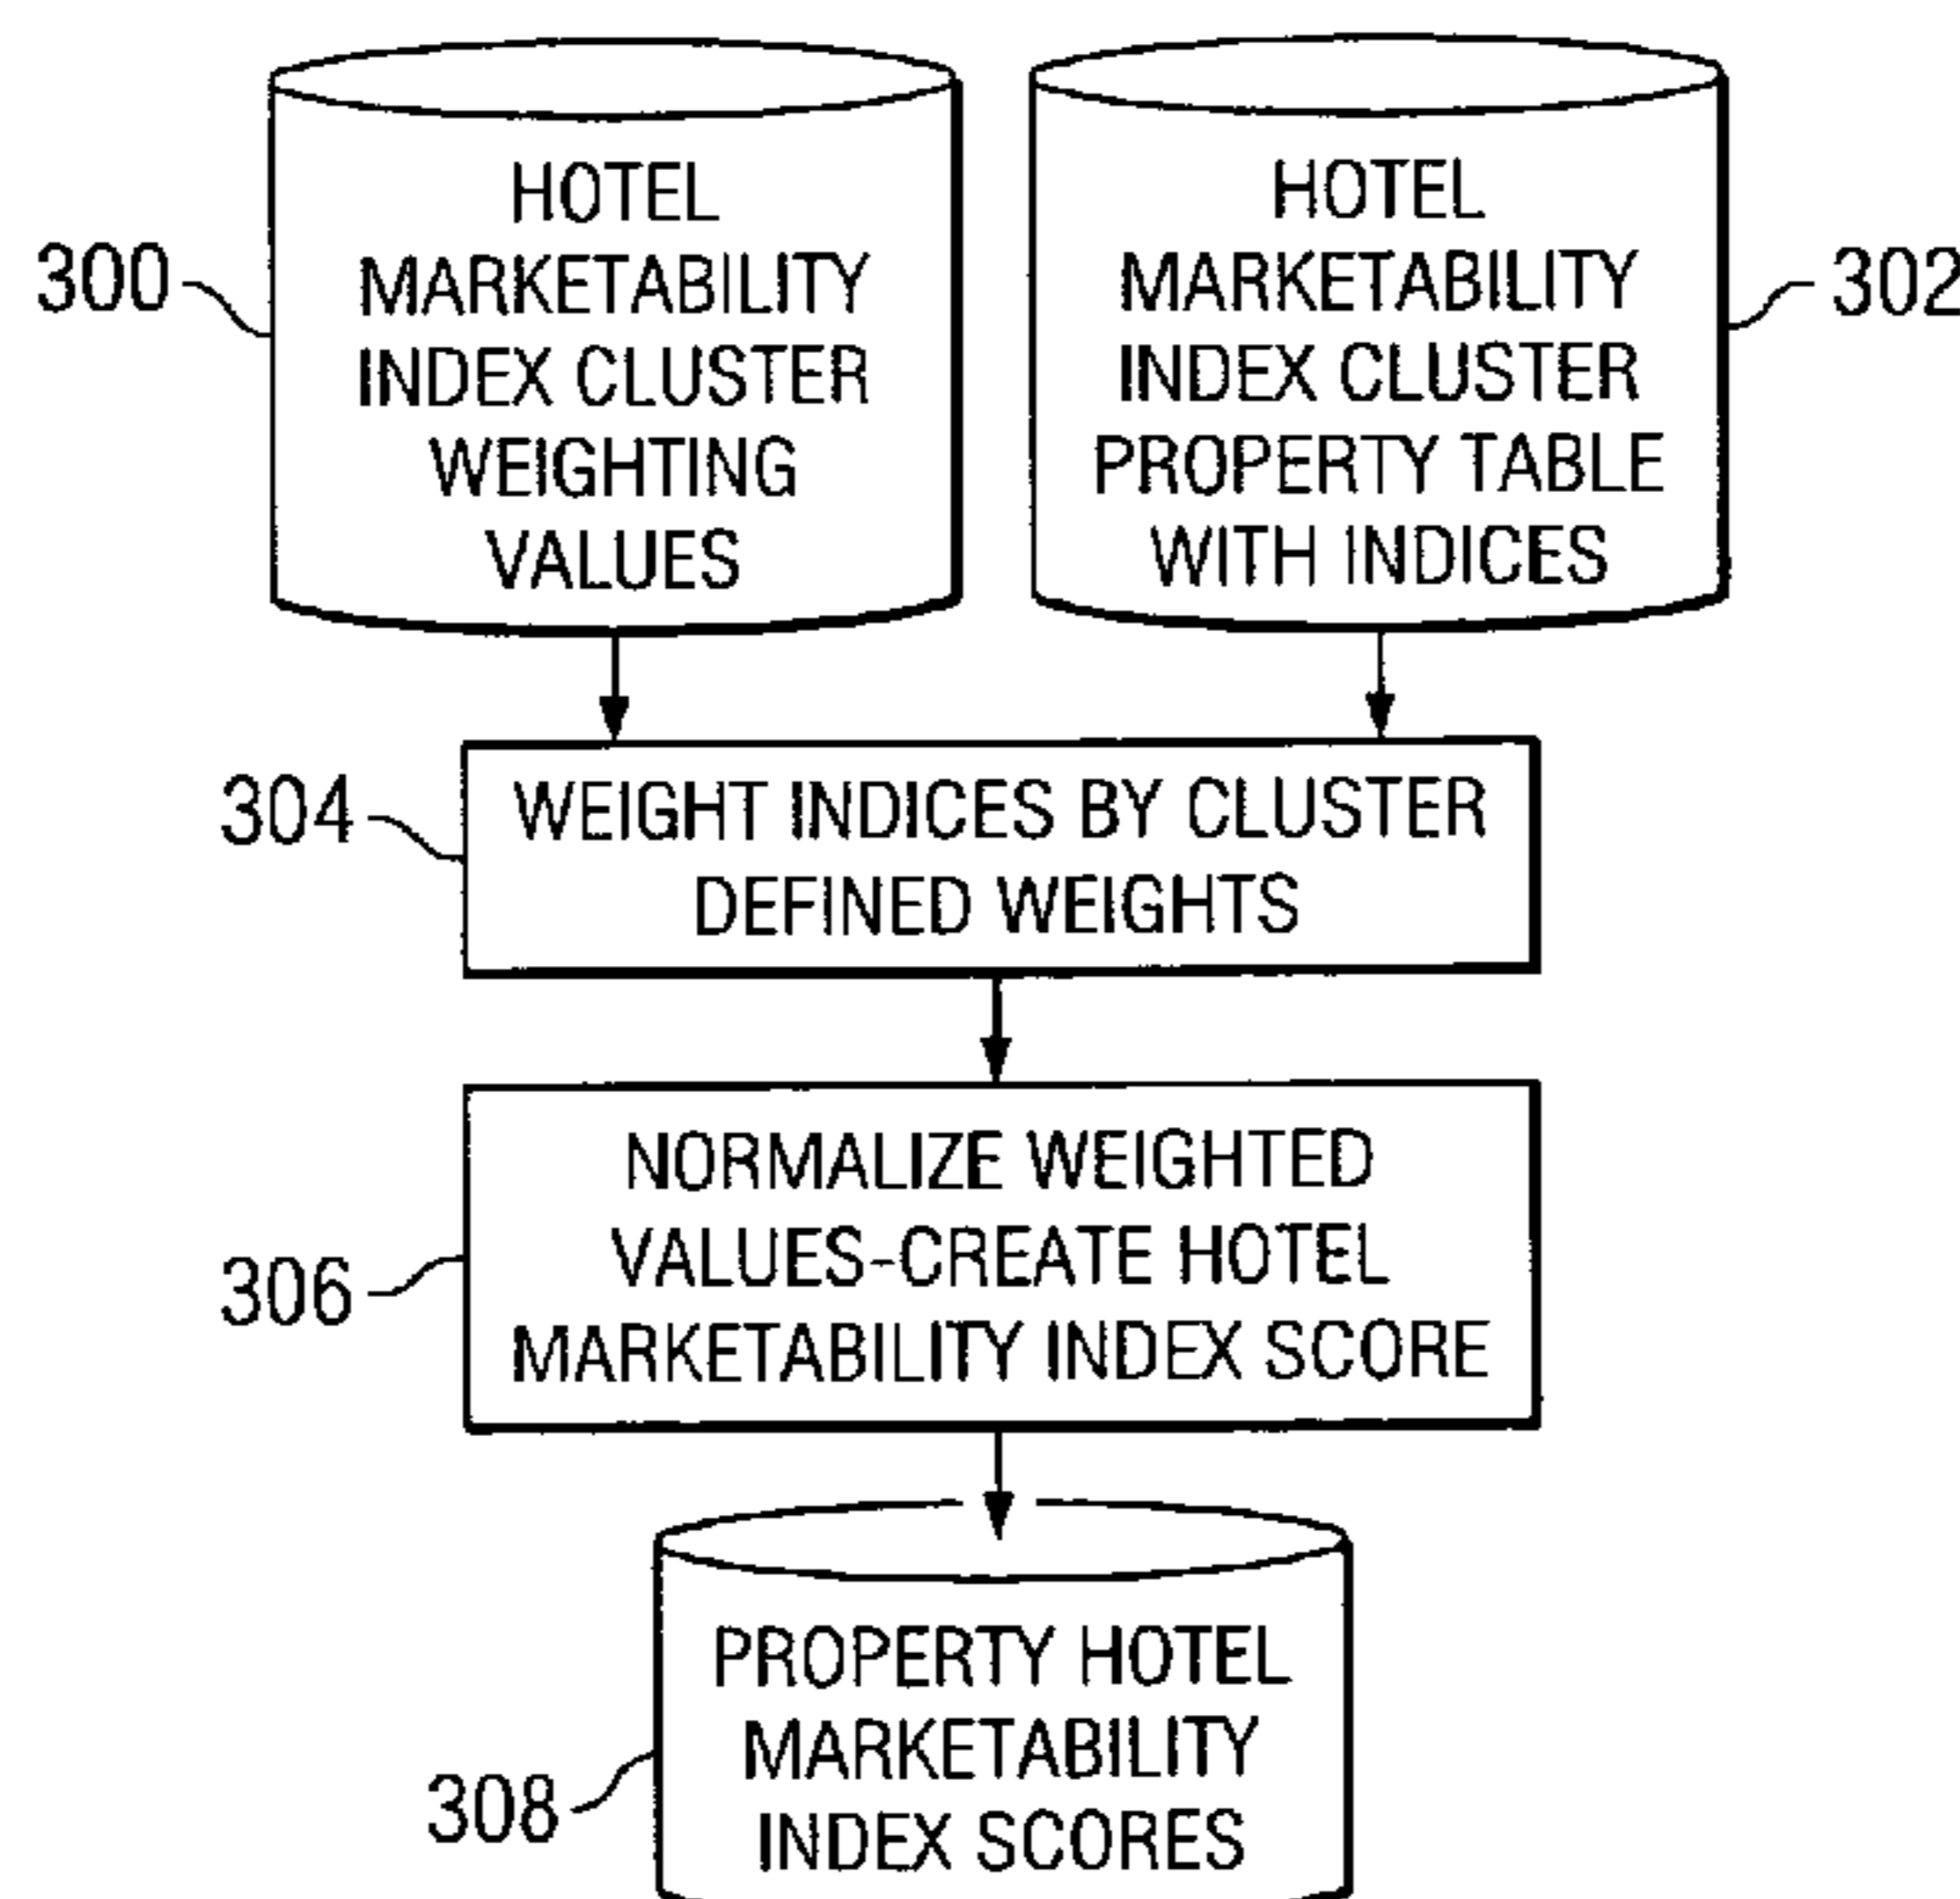 HOTEL
MARKETABILITY
INDEX CLUSTER
WEIGHTING
VALUES
300
HOTEL
MARKETABILITY
INDEX CLUSTER
PROPERTY TABLE
WITH INDICES
302
304
WEIGHT INDICES BY CLUSTER
DEFINED WEIGHTS
306
NORMALIZE WEIGHTED
VALUES-CREATE HOTEL
MARKETABILITY INDEX SCORE
308
PROPERTY HOTEL
MARKETABILITY
INDEX SCORES